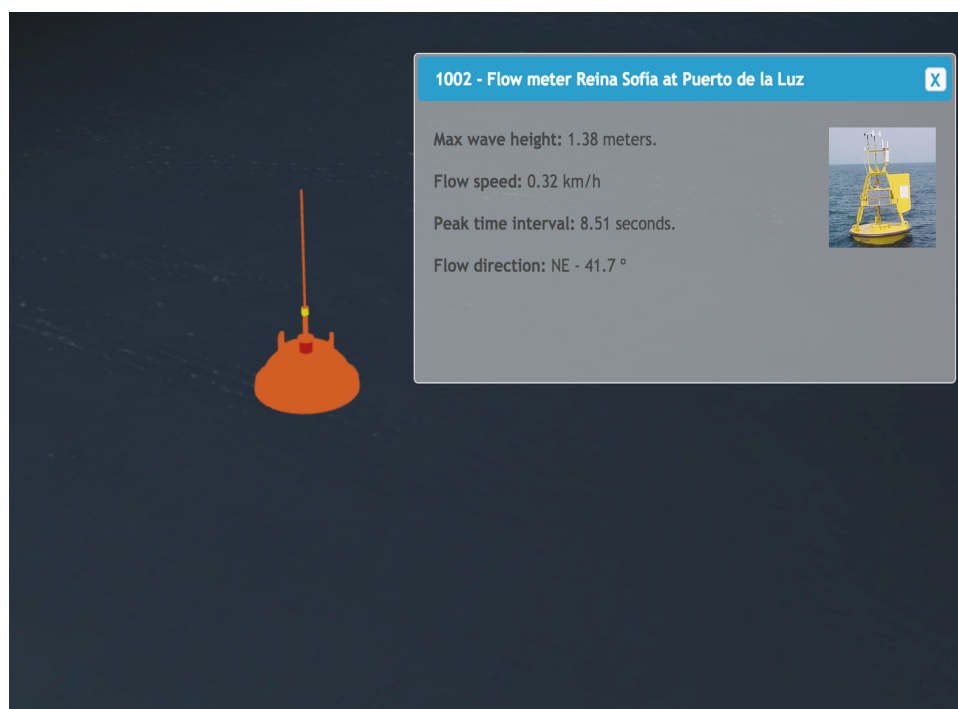 1002 - Flow meter Reina Sofía at Puerto de la Luz
X
Max wave height: 1.38 meters.
Flow speed: 0.32 km/h
Peak time interval: 8.51 seconds.
Flow direction: NE - 41.7 º